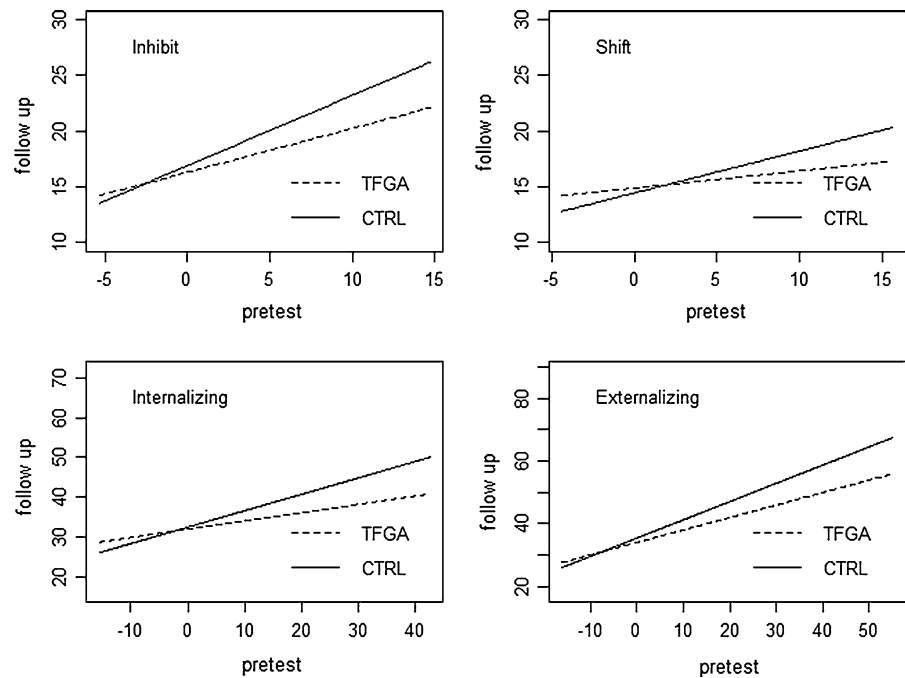 Inhibit
follow up
30
25
20
15
10
TFGA
CTRL
-5 0 5 10 15
pretest
Shift
follow up
30
25
20
15
10
TFGA
CTRL
-5 0 5 10 15
pretest
Internalizing
follow up
70
60
50
40
30
20
TFGA
CTRL
-10 0 10 20 30 40
pretest
Externalizing
follow up
80
60
40
20
TFGA
CTRL
-10 0 10 20 30 40 50
pretest